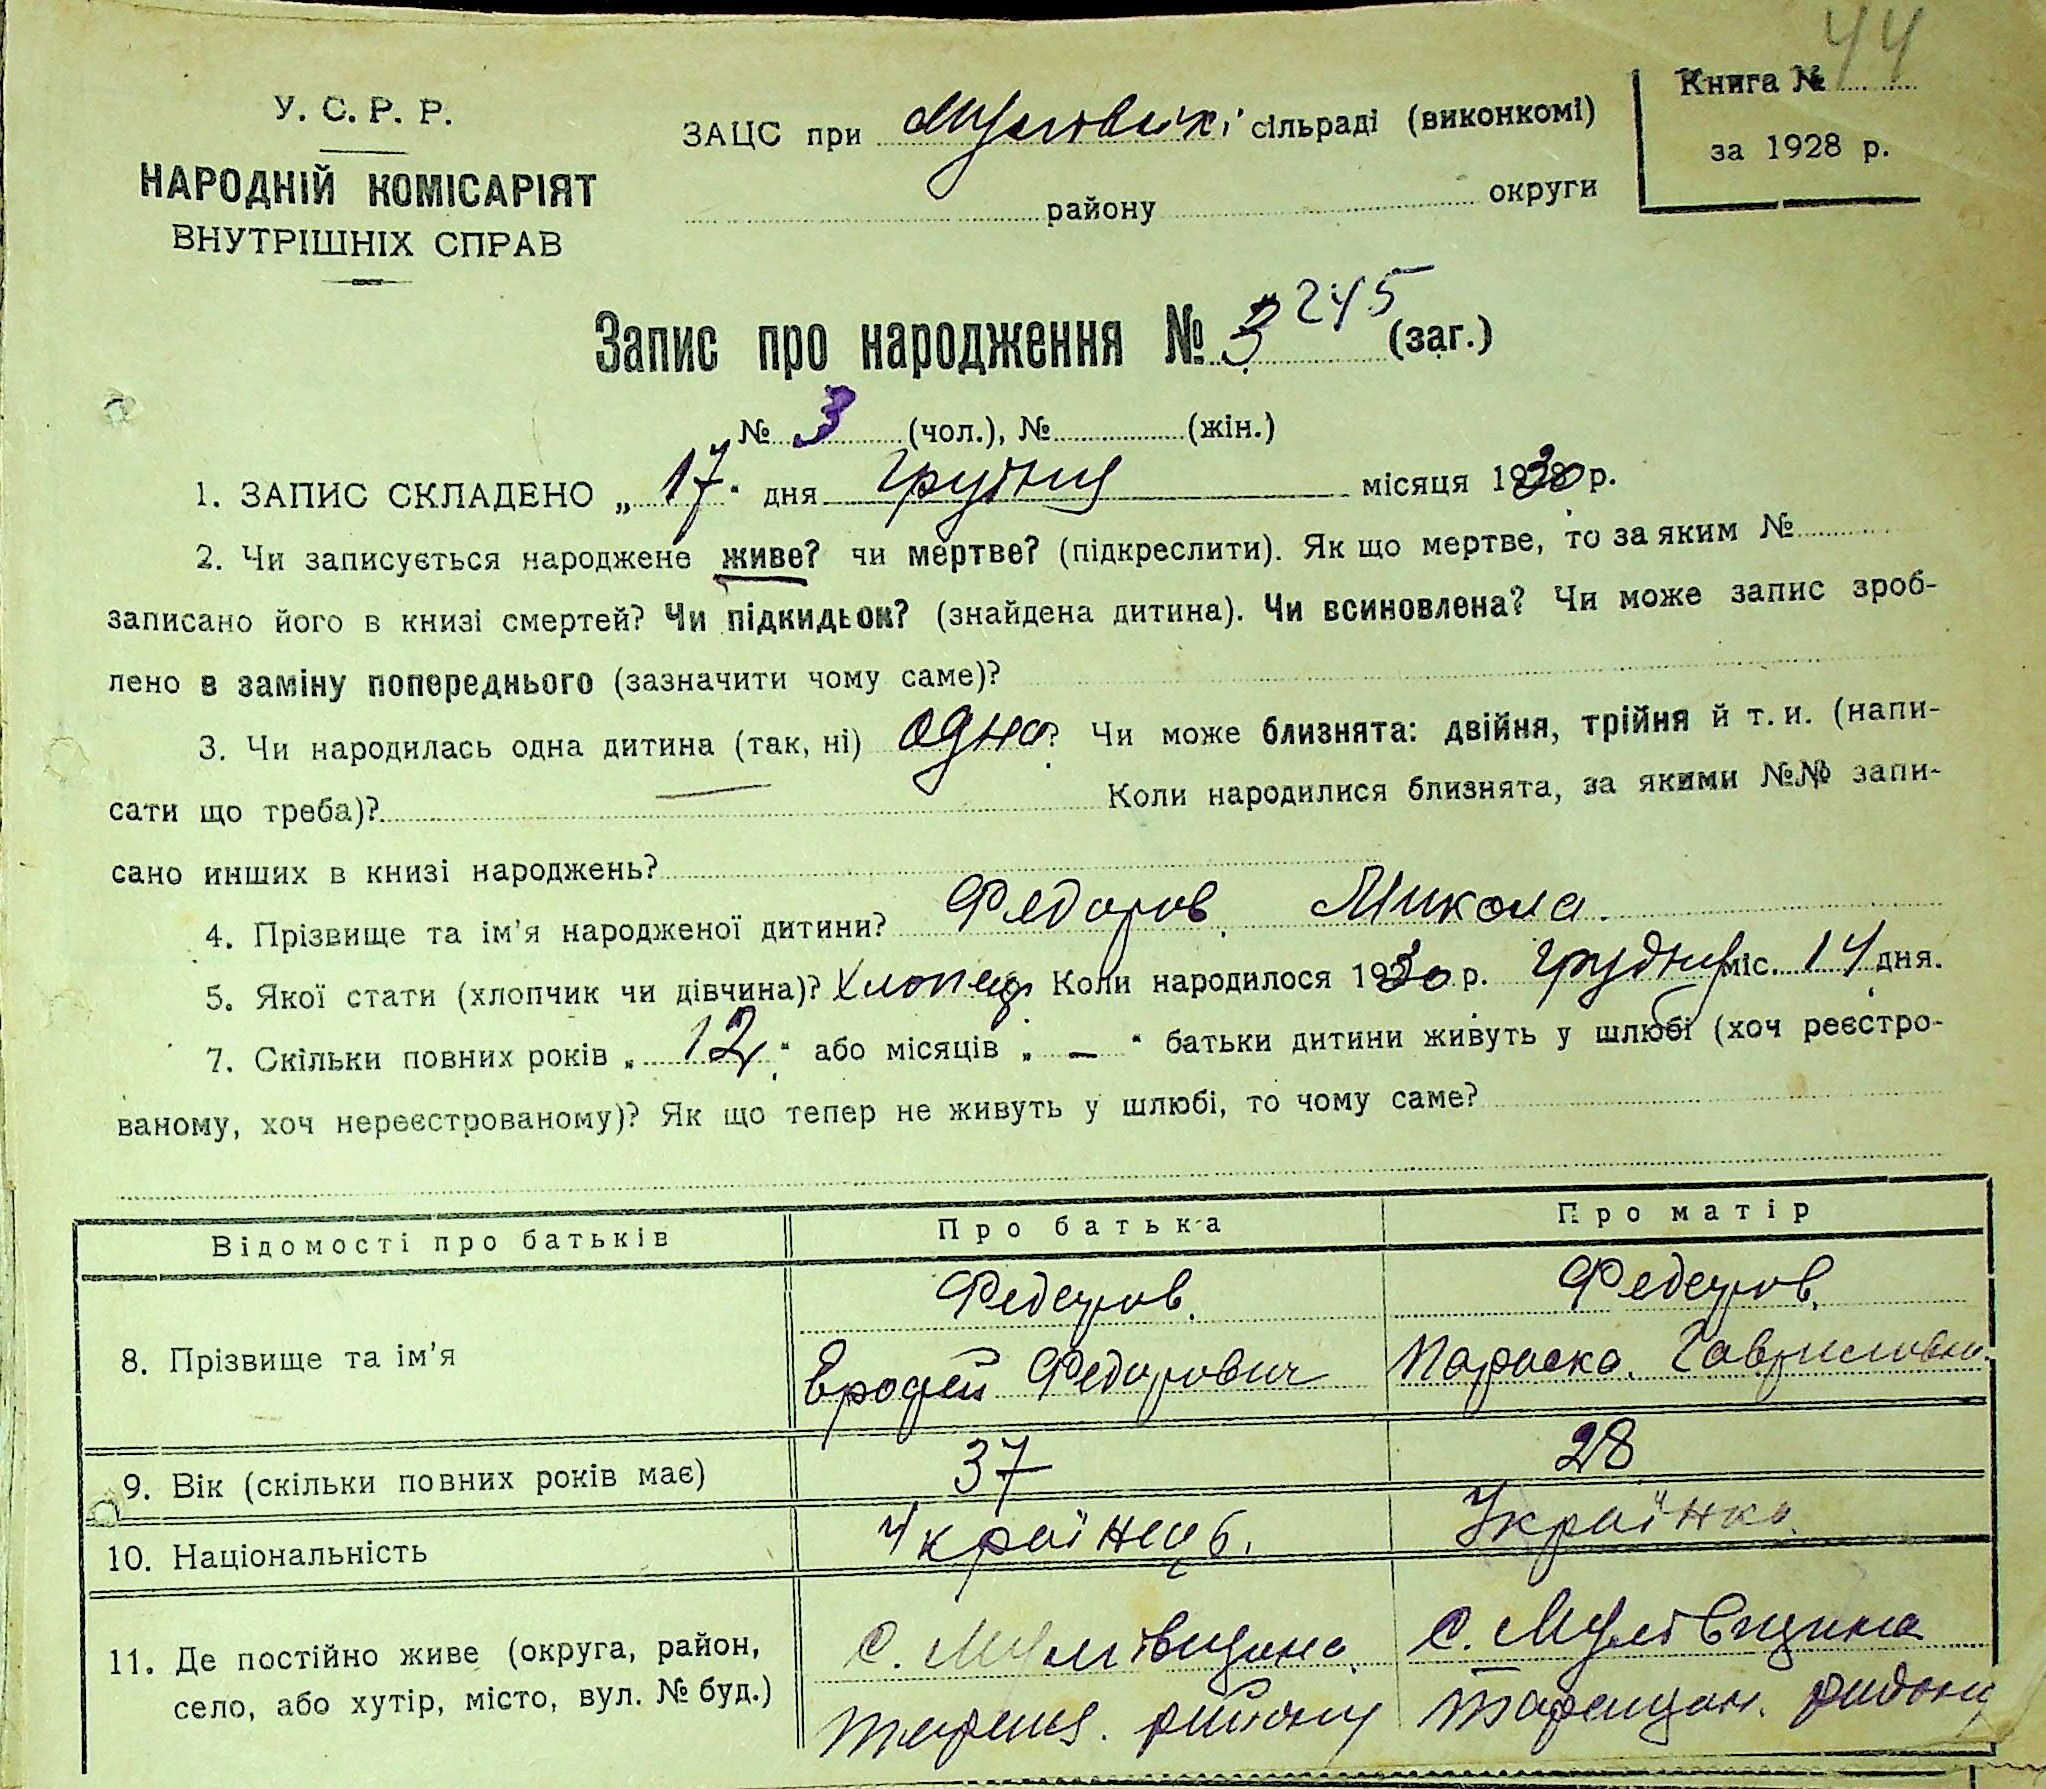 44
У. С. Р. Р.
НАРОДНІЙ КОМІСАРІЯТ
ВНУТРІШНІХ СПРАВ
ЗАЦС при сільраді (виконкомі)
району округи
Книга №
за 1928 р.
Запис про народження № 3 245 (заг.)
№ 3 (чол.), № (жін.)
1. ЗАПИС СКЛАДЕНО „ 17 “ дня грудня місяця 1930 р.
2. Чи записується народжене живе? чи мертве? (підкреслити). Як що мертве, то за яким №
записано його в книзі смертей? Чи підкидьок? (знайдена дитина). Чи всиновлена? Чи може запис зроб-
лено в заміну попереднього (зазначити чому саме)?
3. Чи народилась одна дитина (так, ні) одна? Чи може близнята: двійня, трійня й т. и. (напи-
сати що треба)? — Коли народилися близнята, за якими №№ запи-
сано инших в книзі народжень?
4. Прізвище та ім'я народженої дитини? Федоров Микола.
5. Якої стати (хлопчик чи дівчина)? Хлопець Коли народилося 1930 р. грудня міс. 14 дня.
7. Скільки повних років „ 12 “ або місяців „ – “ батьки дитини живуть у шлюбі (хоч реєстро-
ваному, хоч нереєстрованому)? Як що тепер не живуть у шлюбі, то чому саме?
Відомості про батьків Про батька Про матір
8. Прізвище та ім'я Федоров. Федоров.
Єрофей Федорович Параска. Гавриловна.
9. Вік (скільки повних років має) 37 28
10. Національність Українець. Українка.
11. Де постійно живе (округа, район, с. Мулівщина. с. Мулівщина
село, або хутір, місто, вул. № буд.) району Таращан. району